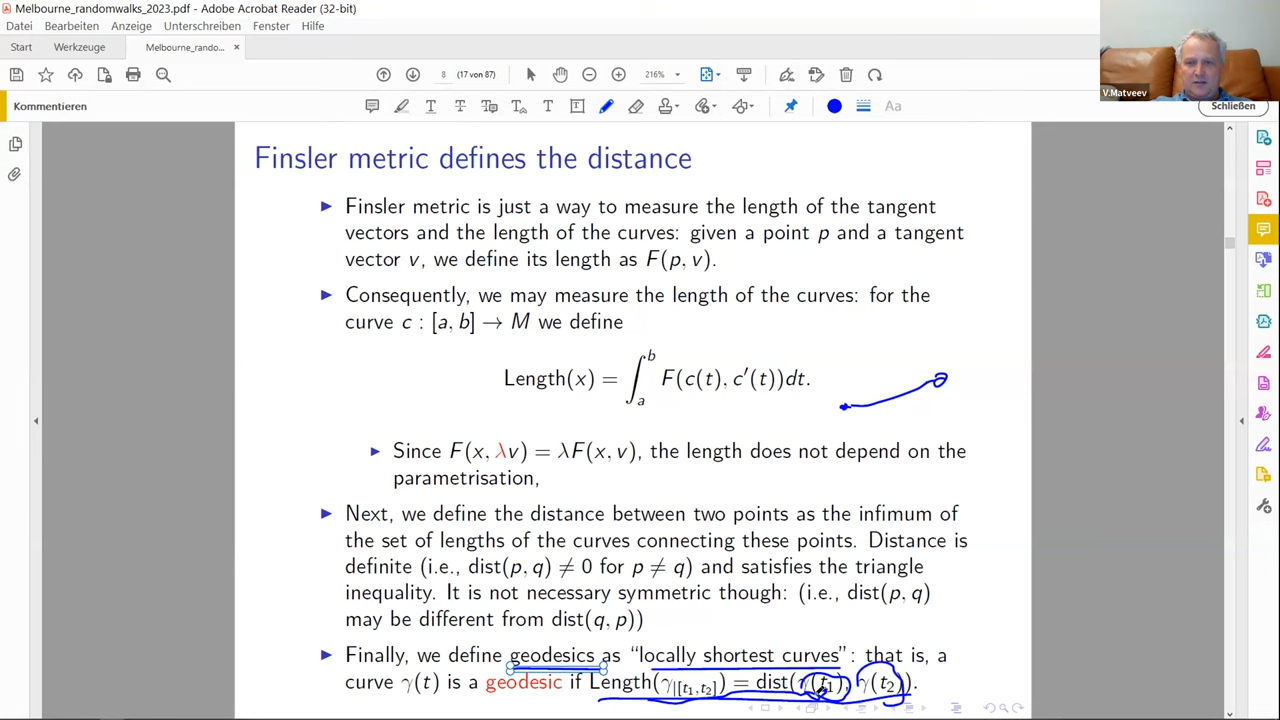 Melbourne_randomwalks_2023.pdf - Adobe Acrobat Reader (32-bit)
Datei Bearbeiten Anzeige Unterschreiben Fenster Hilfe
Start Werkzeuge Melbourne_rando... ×
8 (17 von 87) 216%
V.Matveev
Kommentieren Aa Schließen
Finsler metric defines the distance
▶ Finsler metric is just a way to measure the length of the tangent
vectors and the length of the curves: given a point p and a tangent
vector v, we define its length as F(p, v).
▶ Consequently, we may measure the length of the curves: for the
curve c : [a, b] → M we define
Length(x) = ∫_a^b F(c(t), c′(t))dt.
▶ Since F(x, λv) = λF(x, v), the length does not depend on the
parametrisation,
▶ Next, we define the distance between two points as the infimum of
the set of lengths of the curves connecting these points. Distance is
definite (i.e., dist(p, q) ≠ 0 for p ≠ q) and satisfies the triangle
inequality. It is not necessary symmetric though: (i.e., dist(p, q)
may be different from dist(q, p))
▶ Finally, we define geodesics as “locally shortest curves”: that is, a
curve γ(t) is a geodesic if Length(γ|[t₁,t₂]) = dist(γ(t₁), γ(t₂)).